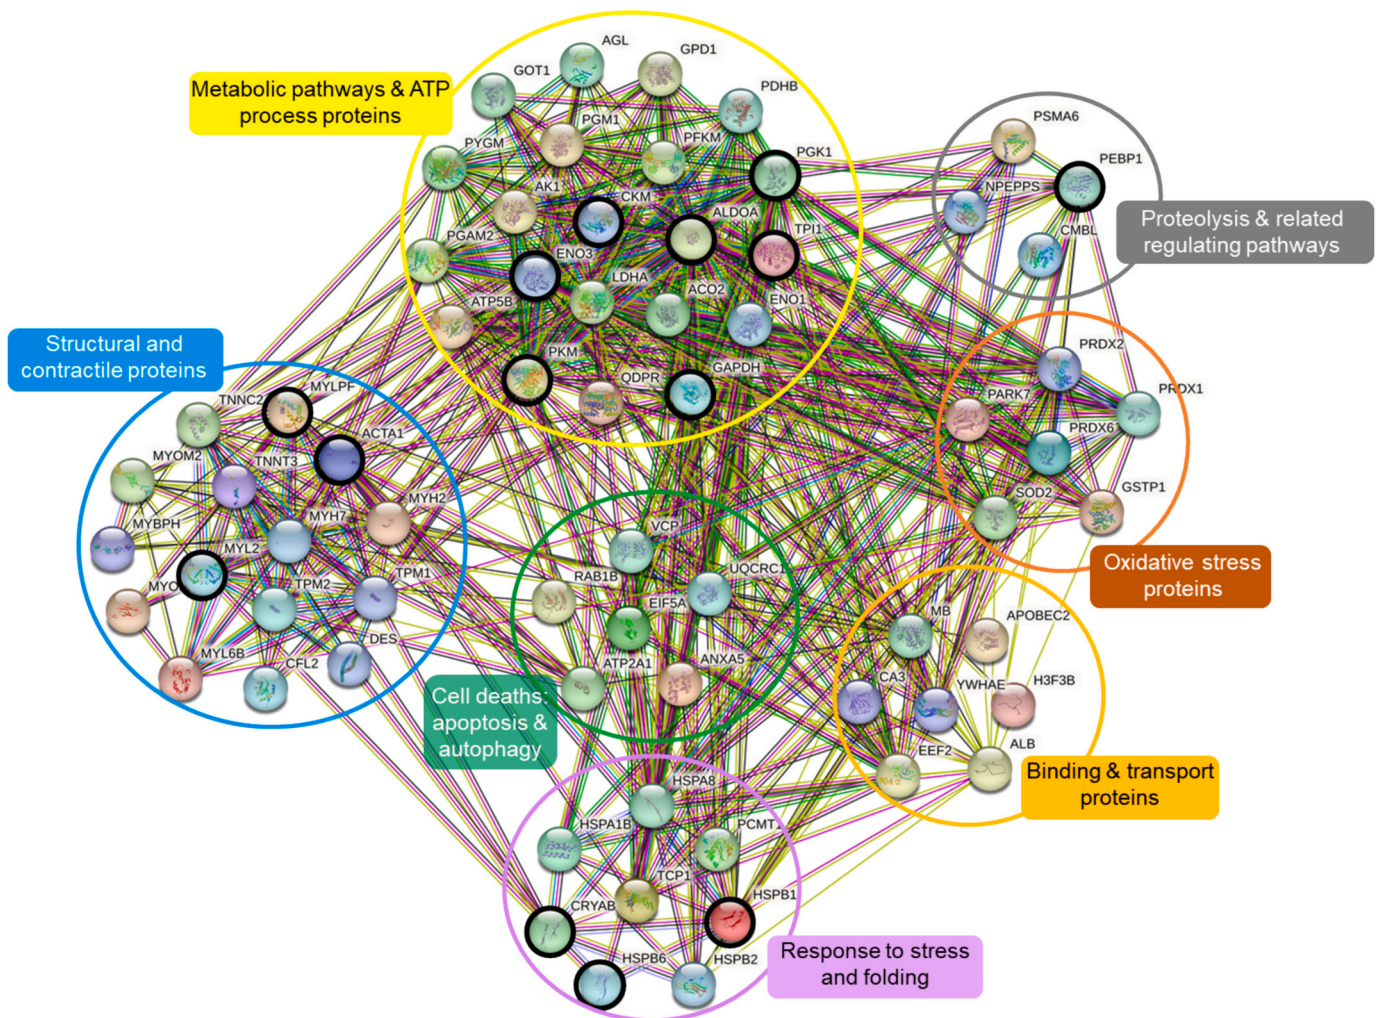 AGL
GPD1
GOT1
Metabolic pathways & ATP
process proteins
PDHB
PGM1
PFKM
PSMA6
PYGM
PGK1
PEBP1
AK1
CKM
NPEPPS
ALDOA
TPI1
Proteolysis & related
regulating pathways
CMBL
PGAM2
ENO3
LDHA
ACO2
ENO1
ATP5B
Structural and
contractile proteins
PKM
QDPR
GAPDH
PRDX2
TNNC2
MYLPF
PARK7
PRDX1
ACTA1
PRDX6
MYOM2
TNNT3
MYH2
SOD2
GSTP1
MYBPH
MYH7
VCP
MYL2
RAB1B
UQCRC1
Oxidative stress
proteins
MYO
TPM2
TPM1
EIF5A
MB
APOBEC2
DES
MYL6B
CFL2
ATP2A1
ANXA5
CA3
YWHAE
H3F3B
Cell deaths:
apoptosis &
autophagy
EEF2
ALB
Binding & transport
proteins
HSPA8
HSPA1B
PCMT1
TCP1
HSPB1
CRYAB
HSPB6
HSPB2
Response to stress
and folding